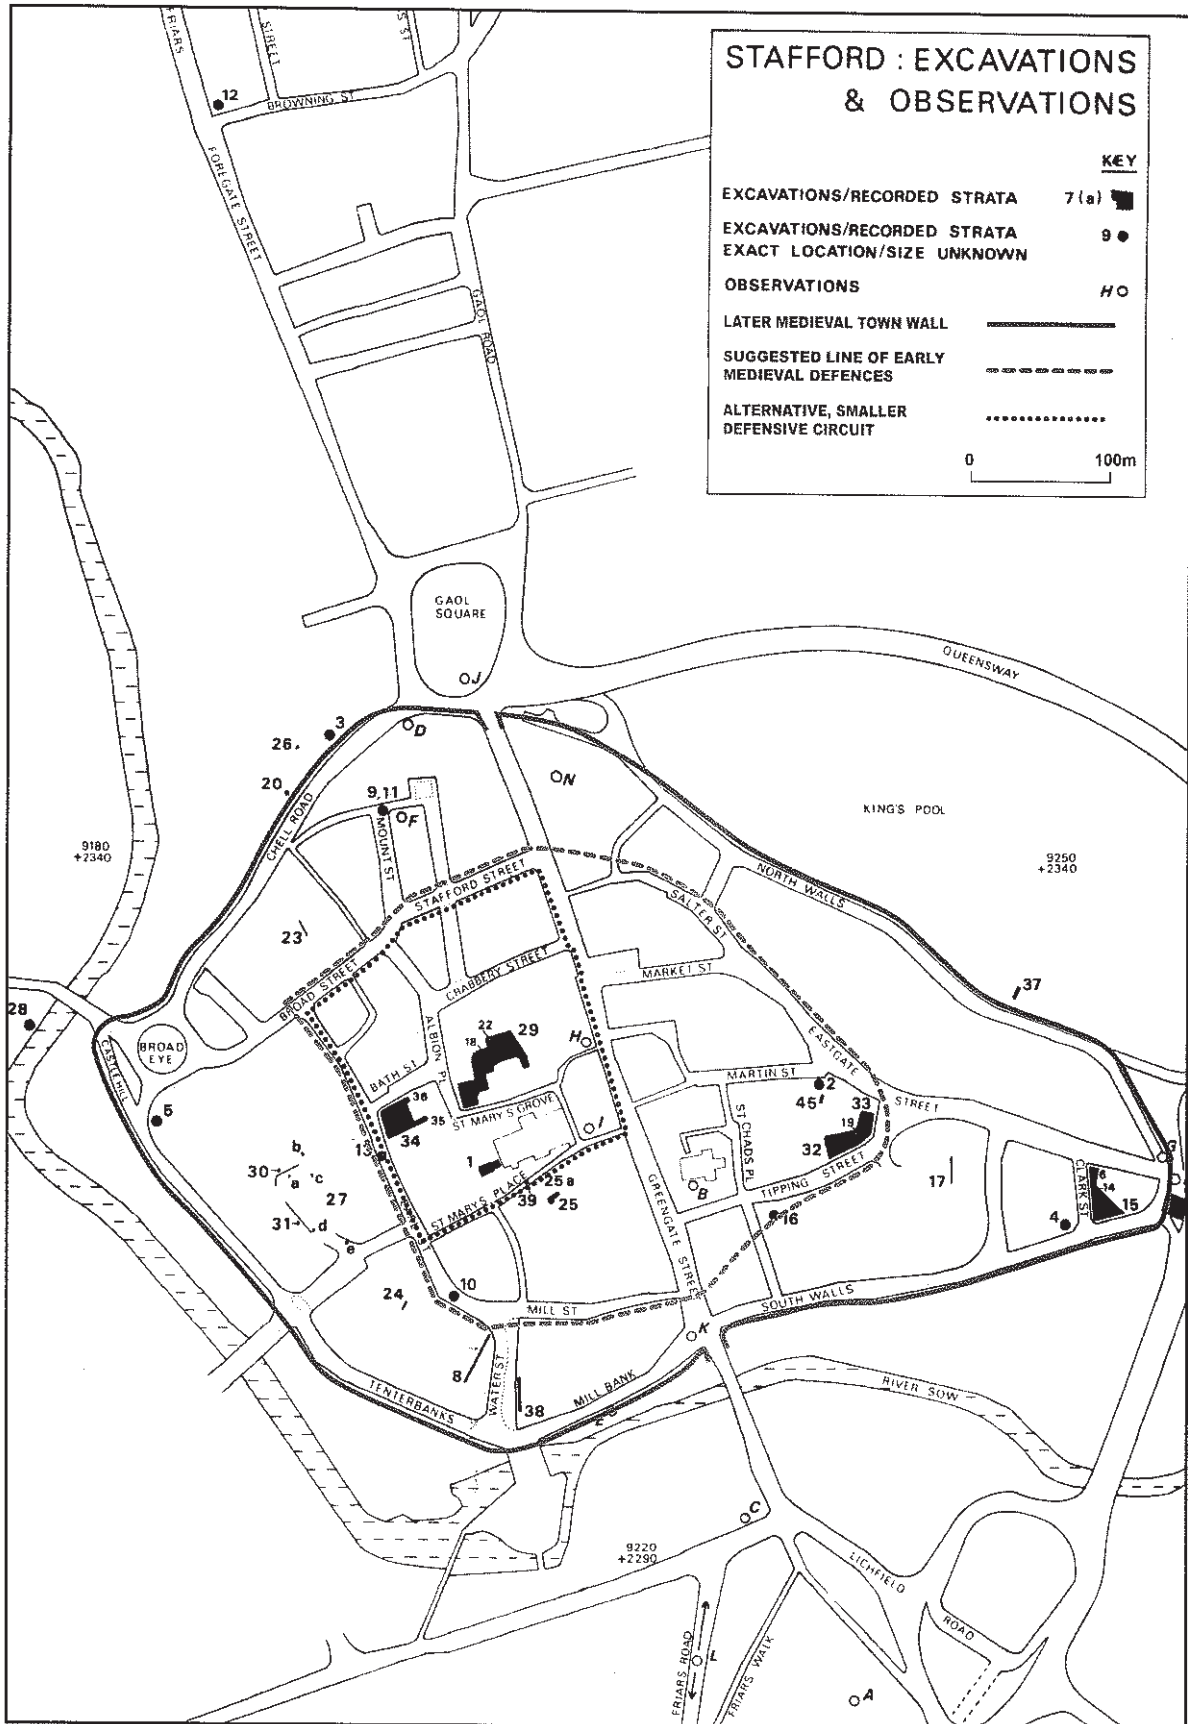 STAFFORD : EXCAVATIONS
& OBSERVATIONS
KEY
EXCAVATIONS/RECORDED STRATA 7(a)
EXCAVATIONS/RECORDED STRATA 9
EXACT LOCATION/SIZE UNKNOWN
OBSERVATIONS H
LATER MEDIEVAL TOWN WALL
SUGGESTED LINE OF EARLY
MEDIEVAL DEFENCES
ALTERNATIVE, SMALLER
DEFENSIVE CIRCUIT
0 100m
FRIARS
STREET
ST
12
BROWNING ST
FOREGATE STREET
GAOL ROAD
GAOL
SQUARE
J
QUEENSWAY
3
D
26
20
N
9,11
F
CHELL ROAD
MOUNT ST
KING'S POOL
9180
+2340
9250
+2340
STAFFORD STREET
NORTH WALLS
SALTER ST
23
BROAD STREET
CRABBERY STREET
MARKET ST
37
28
BROAD
EYE
CASTLE HILL
ALBION PL
22
29
18
H
EASTGATE
STREET
BATH ST
MARTIN ST
2
45
5
36
35
34
ST MARY'S GROVE
I
ST CHADS PL
33
19
32
13
1
G
b
30
a
c
27
ST MARY'S PLACE
25a
39
25
B
TIPPING STREET
17
CLARK ST
6
14
15
31
d
e
GREENGATE STREET
16
4
24
10
MILL ST
SOUTH WALLS
K
8
WATER ST
TENTERBANKS
38
MILL BANK
E
RIVER SOW
C
9220
+2290
LICHFIELD
ROAD
FRIARS ROAD
FRIARS WALK
A